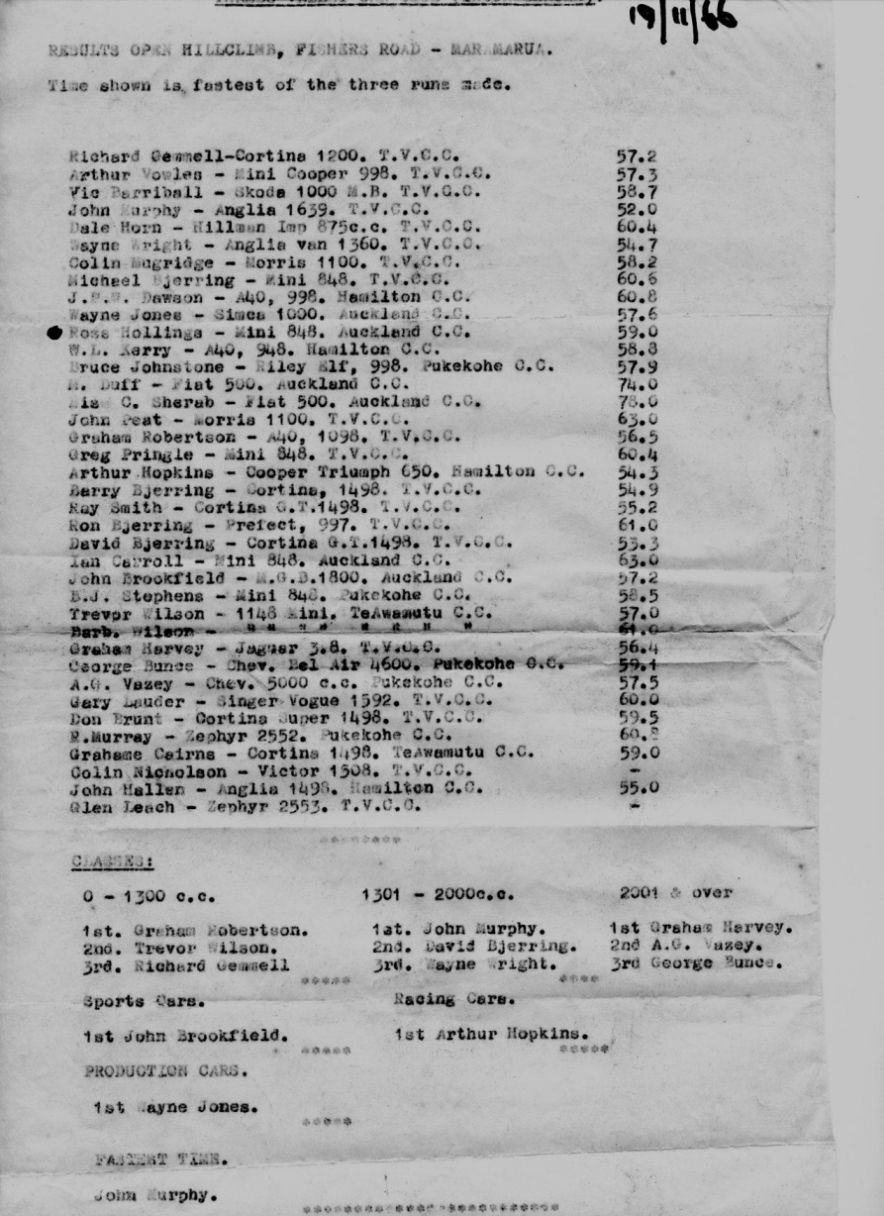 19/11/66
RESULTS OPEN HILLCLIMB, FISHERS ROAD - MARAMARUA.
Time shown is fastest of the three runs made.
Richard Gemmell-Cortina 1200. T.V.C.C. 57.2
Arthur Vowles - Mini Cooper 998. T.V.C.C. 57.3
Vic Parriball - Skoda 1000 M.B. T.V.C.C. 58.7
John Murphy - Anglia 1639. T.V.C.C. 52.0
Dale Horn - Hillman Imp 875c.c. T.V.C.C. 60.4
Wayne Wright - Anglia van 1360. T.V.C.C. 54.7
Colin Mugridge - Morris 1100. T.V.C.C. 58.2
Micheel Bjerring - Mini 848. T.V.C.C. 60.6
Dawson - A40, 998. Hamilton C.C. 60.8
Wayne Jones - Simca 1000. Auckland C.C. 57.6
Ross Hollings - Mini 848. Auckland C.C. 59.0
W.L. Kerry - A40, 948. Hamilton C.C. 58.8
Bruce Johnstone - Riley Elf, 998. Pukekohe C.C. 57.9
Duff - Fiat 500. Auckland C.C. 74.0
C. Sherab - Fiat 500. Auckland C.C. 78.0
John Peat - Morris 1100. T.V.C.C. 63.0
Graham Robertson - A40, 1098. T.V.C.C. 56.5
Greg Pringle - Mini 848. T.V.C.C. 60.4
Arthur Hopkins - Cooper Triumph 650. Hamilton C.C. 54.3
Barry Bjerring - Cortina, 1498. T.V.C.C. 54.9
Ray Smith - Cortina G.T.1498. T.V.C.C. 55.2
Ron Bjerring - Prefect, 997. T.V.C.C. 61.0
David Bjerring - Cortina G.T.1498. T.V.C.C. 53.3
Ian Carroll - Mini 848. Auckland C.C. 63.0
John Brookfield - M.G.B.1800. Auckland C.C. 57.2
B.J. Stephens - Mini 848. Pukekohe C.C. 58.5
Trevor Wilson - 1148 Mini. TeAwamutu C.C. 57.0
Barb. Wilson - " " " " " " 61.0
Graham Harvey - Jaguar 3.8. T.V.C.C. 56.4
George Bunce - Chev. Bel Air 4600. Pukekohe C.C. 59.1
A.G. Vazey - Chev. 5000 c.c. Pukekohe C.C. 57.5
Gary Lauder - Singer Vogue 1592. T.V.C.C. 60.0
Don Brunt - Cortina Super 1498. T.V.C.C. 59.5
R.Murray - Zephyr 2552. Pukekohe C.C. 60.8
Grahame Cairns - Cortina 1498. TeAwamutu C.C. 59.0
Colin Nicholson - Victor 1508. T.V.C.C. -
John Hallen - Anglia 1498. Hamilton C.C. 55.0
Glen Leach - Zephyr 2553. T.V.C.C. -
********
CLASSES:
0 - 1300 c.c. 1301 - 2000c.c. 2001 & over
1st. Graham Robertson. 1st. John Murphy. 1st Graham Harvey.
2nd. Trevor Wilson. 2nd. David Bjerring. 2nd A.G. Vazey.
3rd. Richard Gemmell 3rd. Wayne Wright. 3rd George Bunce.
***** ****
Sports Cars. Racing Cars.
1st John Brookfield. 1st Arthur Hopkins.
***** *****
PRODUCTION CARS.
1st Wayne Jones.
*****
FASTEST TIME.
John Murphy.